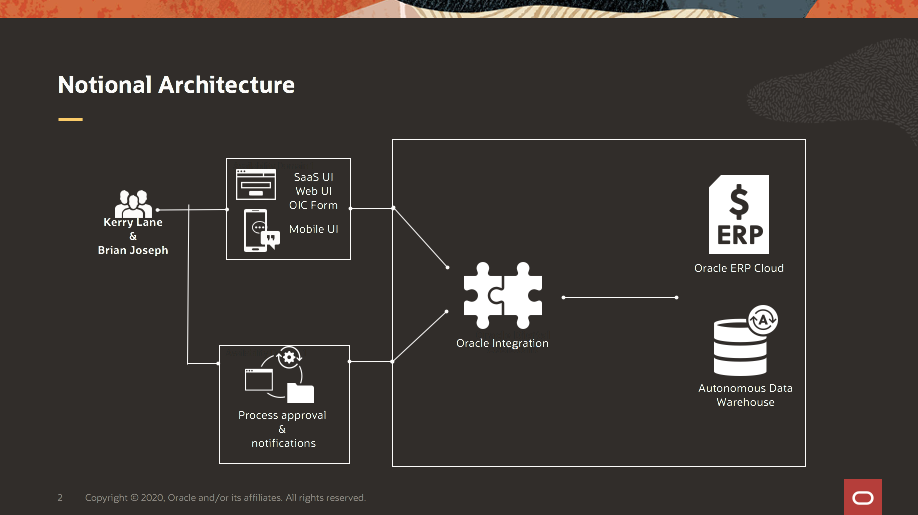 Notional Architecture
Kerry Lane
&
Brian Joseph
SaaS UI
Web UI
OIC Form
Mobile UI
Process approval
&
notifications
Oracle Integration
$
ERP
Oracle ERP Cloud
A
Autonomous Data
Warehouse
2 Copyright © 2020, Oracle and/or its affiliates. All rights reserved.